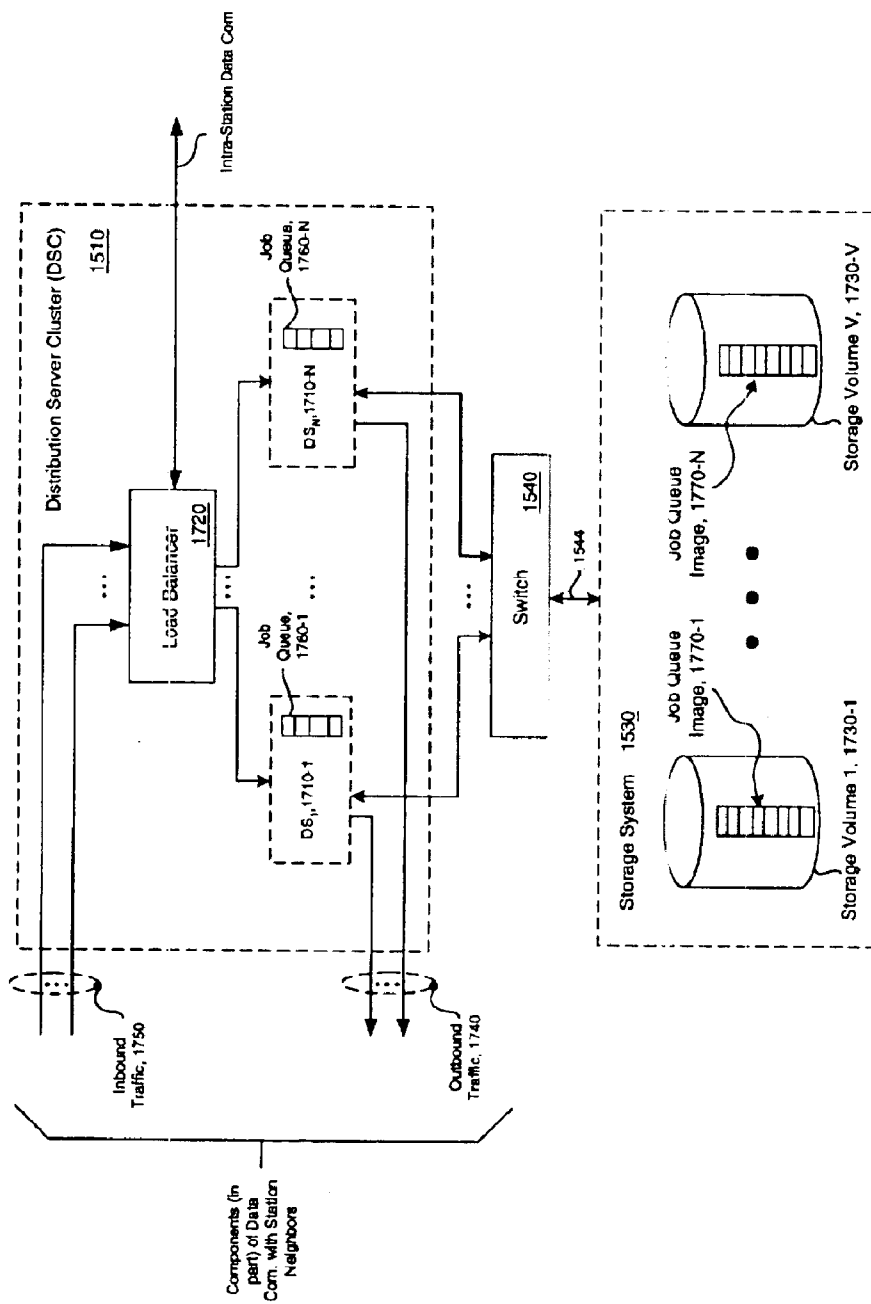 Intra-Station Data Com
Distribution Server Cluster (DSC)
1510
Load Balancer
1720
...
...
Job
Queue,
1760-1
Job
Queue,
1760-N
DS1, 1710-1
DSN, 1710-N
...
...
Inbound
Traffic, 1750
...
Outbound
Traffic, 1740
Components (in
part) of Data
Com. with Station
Neighbors
...
Switch
1540
1544
Storage System 1530
Job Queue
Image, 1770-1
Job Queue
Image, 1770-N
Storage Volume 1, 1730-1
Storage Volume V, 1730-V